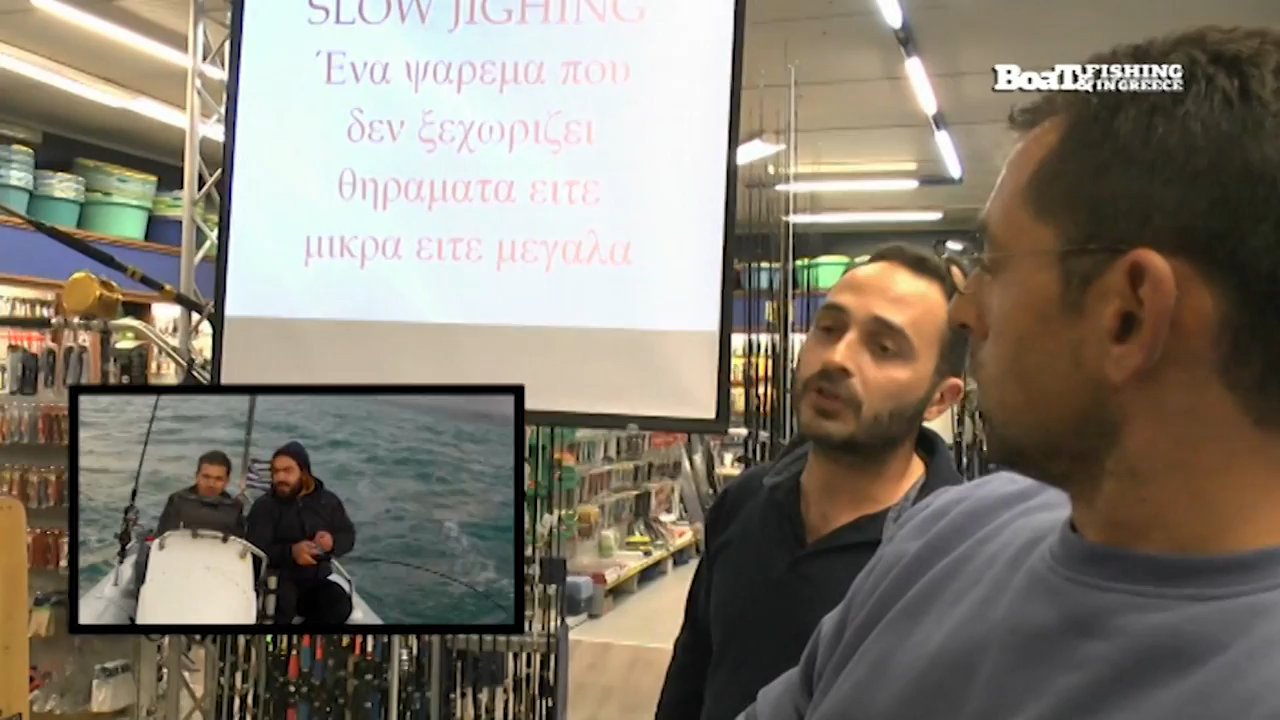 SLOW JIGHING
Ένα ψαρεμα που
δεν ξεχωριζει
θηραματα ειτε
μικρα ειτε μεγαλα
BOAT & FISHING
IN GREECE